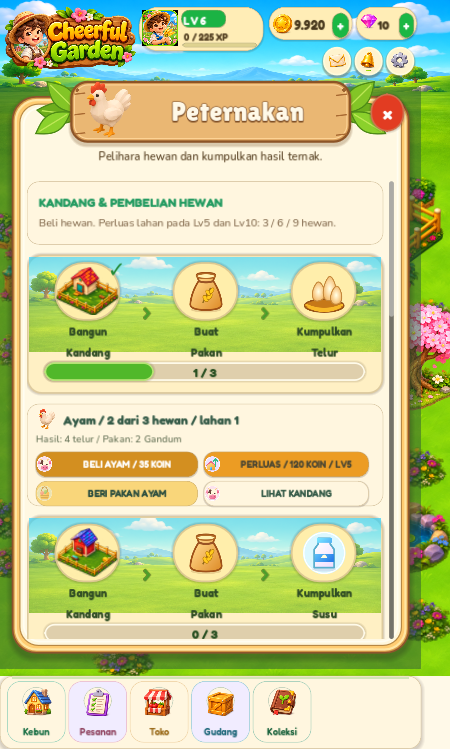 Cheerful
Garden
LV 6
0 / 225 XP
9.920
+
10
+
Peternakan
Pelihara hewan dan kumpulkan hasil ternak.
KANDANG & PEMBELIAN HEWAN
Beli hewan. Perluas lahan pada Lv5 dan Lv10: 3 / 6 / 9 hewan.
Bangun Kandang
Buat Pakan
Kumpulkan Telur
1 / 3
Ayam / 2 dari 3 hewan / lahan 1
Hasil: 4 telur / Pakan: 2 Gandum
BELI AYAM / 35 KOIN
PERLUAS / 120 KOIN / LV5
BERI PAKAN AYAM
LIHAT KANDANG
Bangun Kandang
Buat Pakan
Kumpulkan Susu
0 / 3
Kebun
Pesanan
Toko
Gudang
Koleksi